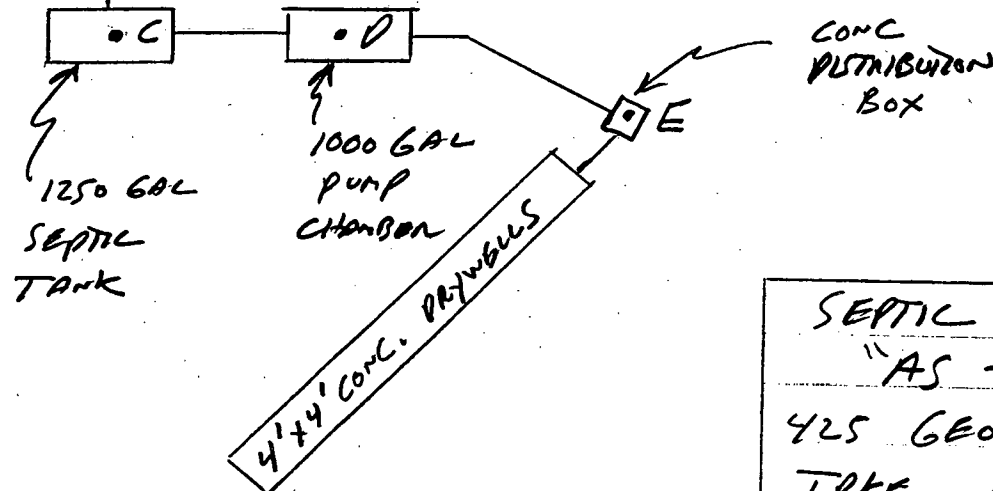 • C
• D
CONC
DISTRIBUTION
BOX
E
1250 GAL
SEPTIC
TANK
1000 GAL
PUMP
CHAMBER
4'x4' CONC. DRYWELLS
SEPTIC
"AS -
425 GEO